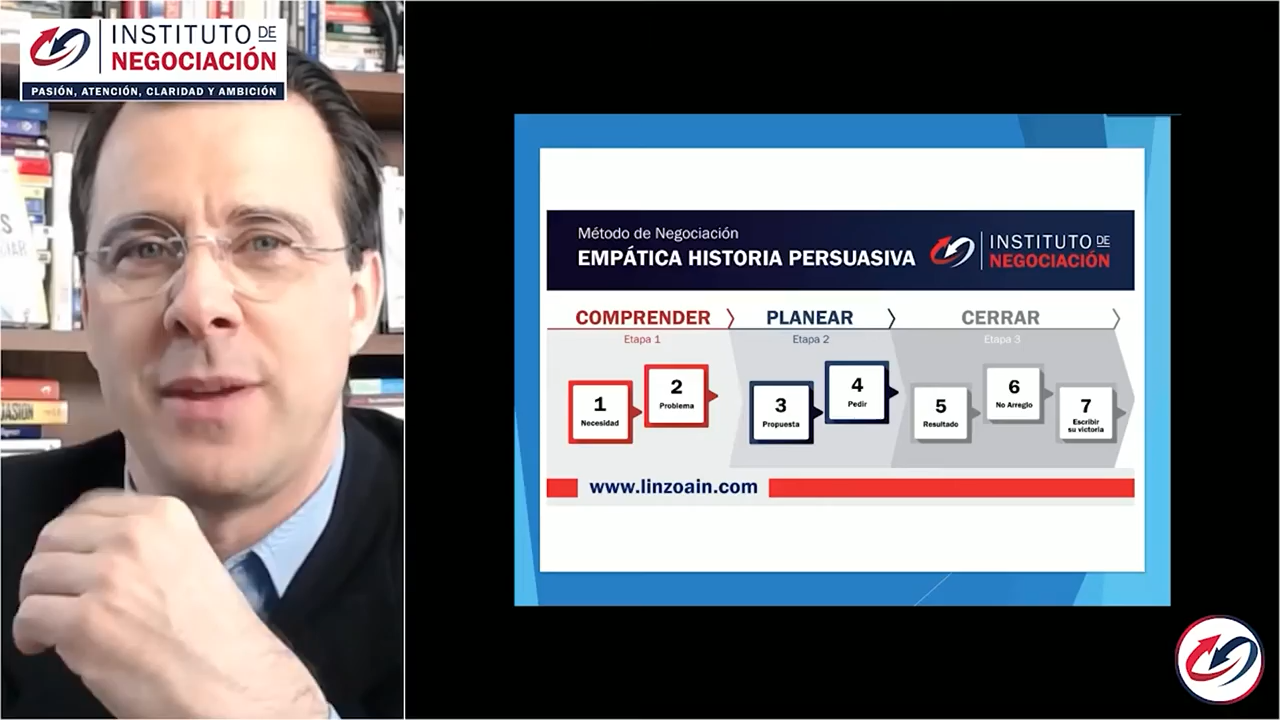 INSTITUTO DE
NEGOCIACIÓN
PASIÓN, ATENCIÓN, CLARIDAD Y AMBICIÓN
Método de Negociación
EMPÁTICA HISTORIA PERSUASIVA
INSTITUTO DE
NEGOCIACIÓN
COMPRENDER
Etapa 1
PLANEAR
Etapa 2
CERRAR
Etapa 3
1
Necesidad
2
Problema
3
Propuesta
4
Pedir
5
Resultado
6
No Arreglo
7
Escribir
su victoria
www.linzoain.com